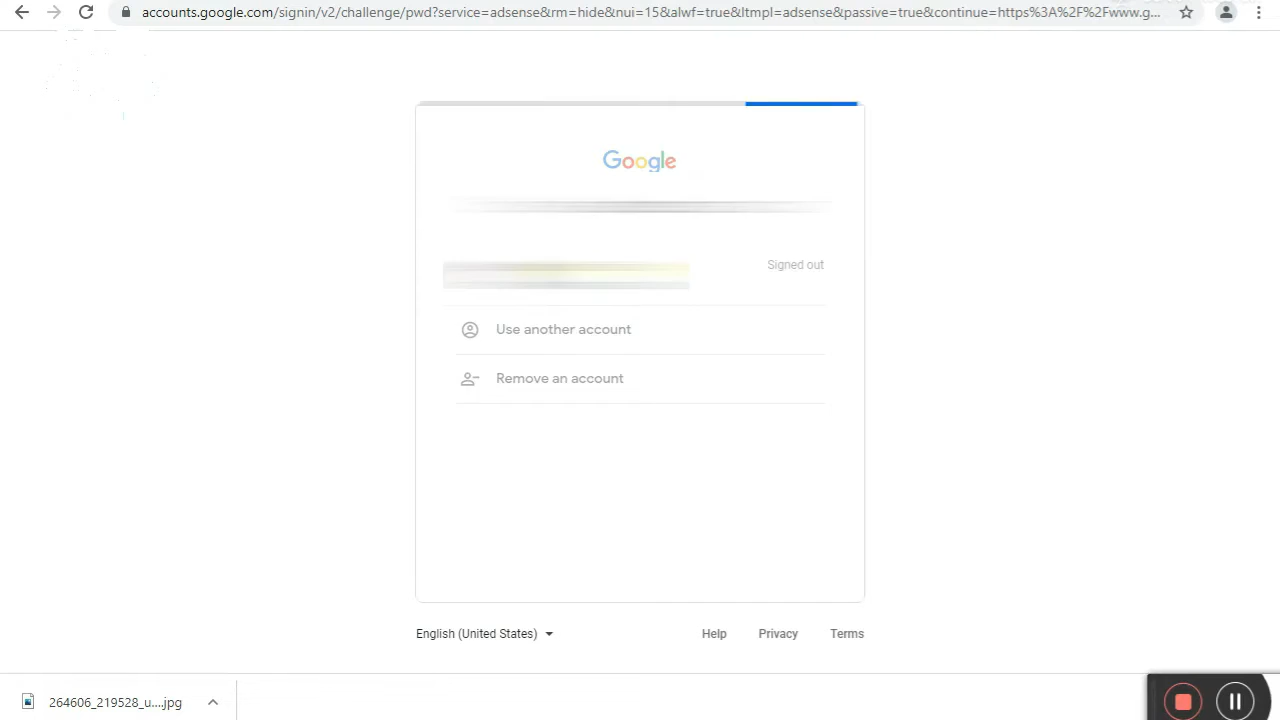 accounts.google.com/signin/v2/challenge/pwd?service=adsense&rm=hide&nui=15&alwf=true&ltmpl=adsense&passive=true&continue=https%3A%2F%2Fwww.g...
Google
Signed out
Use another account
Remove an account
English (United States)
Help Privacy Terms
264606_219528_u....jpg